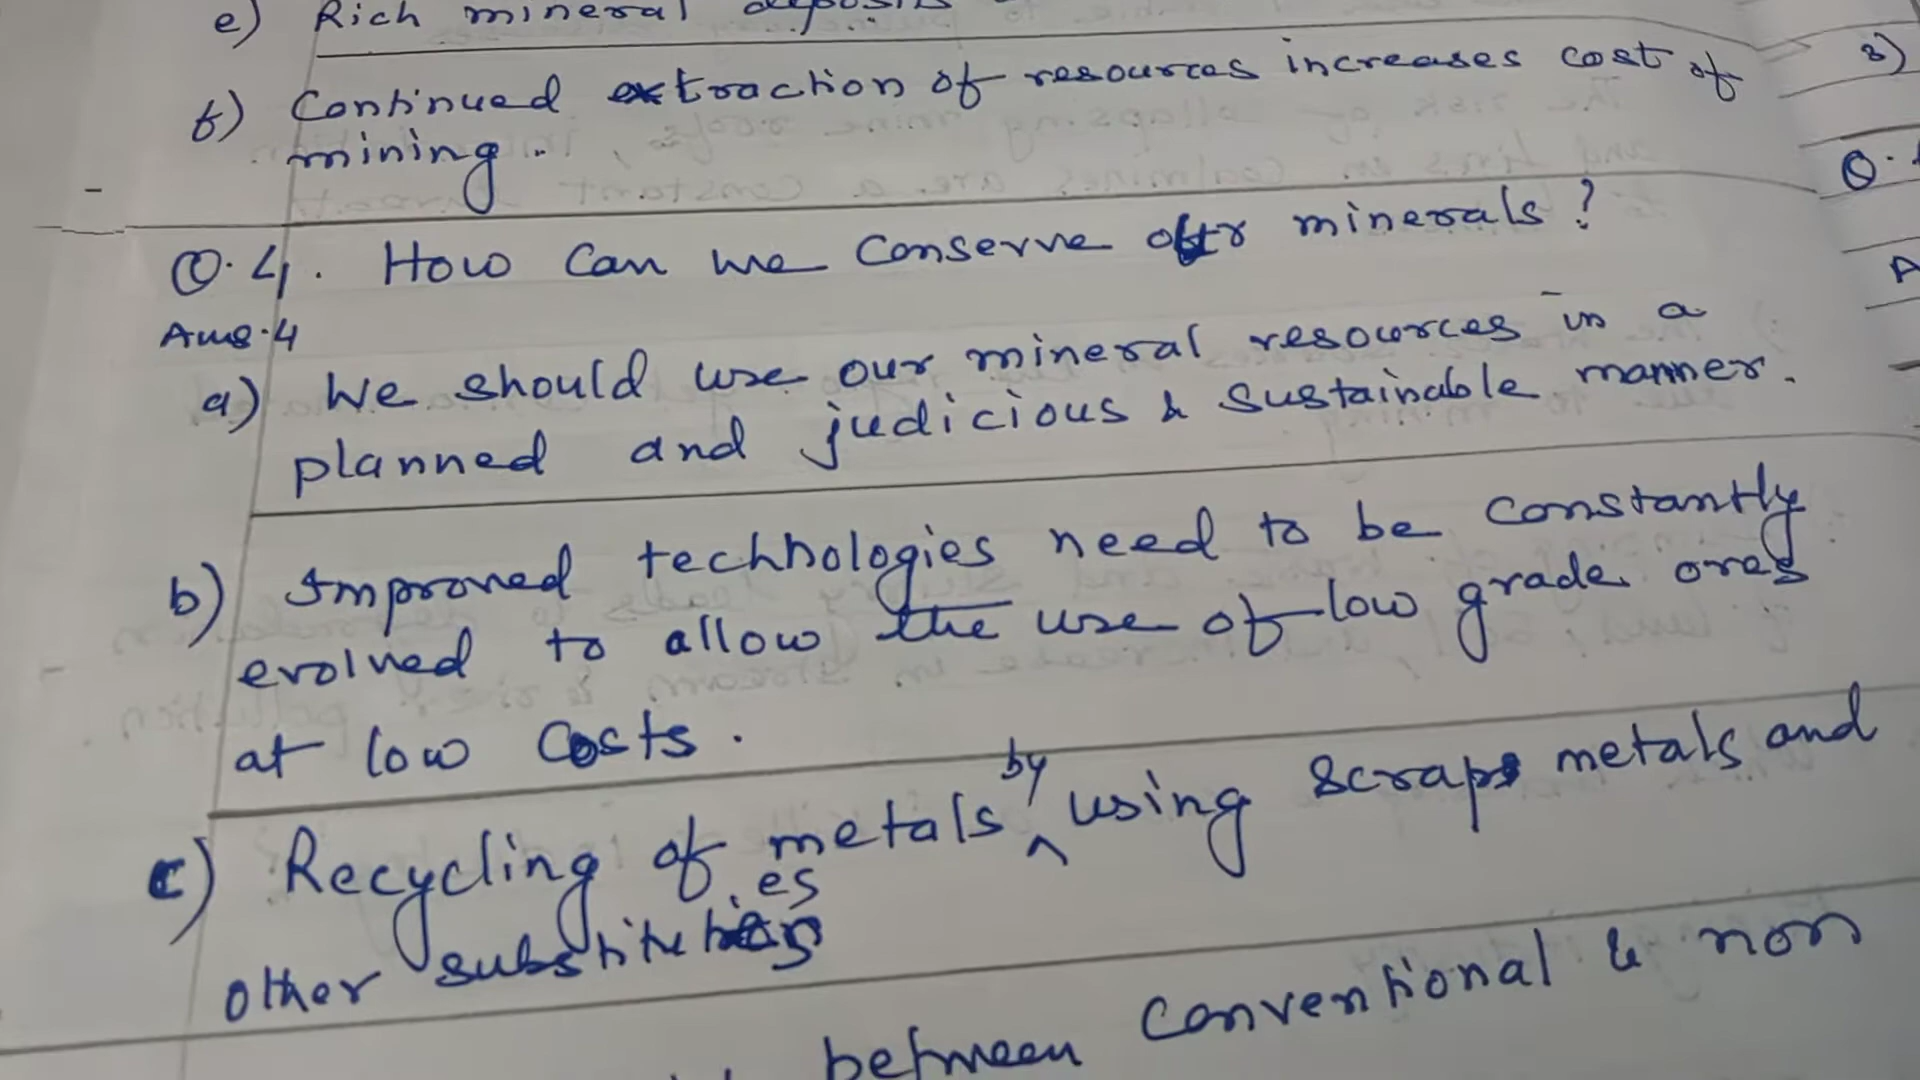 e) Rich mineral deposits
f) Continued extraction of resources increases cost of
mining.
Q.4. How can we conserve our minerals?
Ans.4
a) We should use our mineral resources in a
planned and judicious & sustainable manner.
b) Improved technologies need to be constantly
evolved to allow the use of low grade ores
at low costs.
c) Recycling of metals by using scraps metals and
other substitutes
between conventional & non
3)
Q.
A